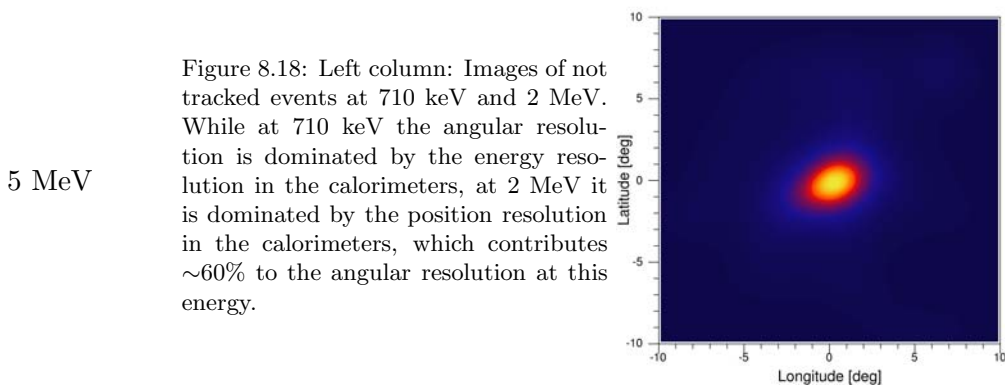 5 MeV
Figure 8.18: Left column: Images of not
tracked events at 710 keV and 2 MeV.
While at 710 keV the angular resolu-
tion is dominated by the energy reso-
lution in the calorimeters, at 2 MeV it
is dominated by the position resolution
in the calorimeters, which contributes
∼60% to the angular resolution at this
energy.
Latitude [deg]
10
5
0
-5
-10
-10 -5 0 5 10
Longitude [deg]